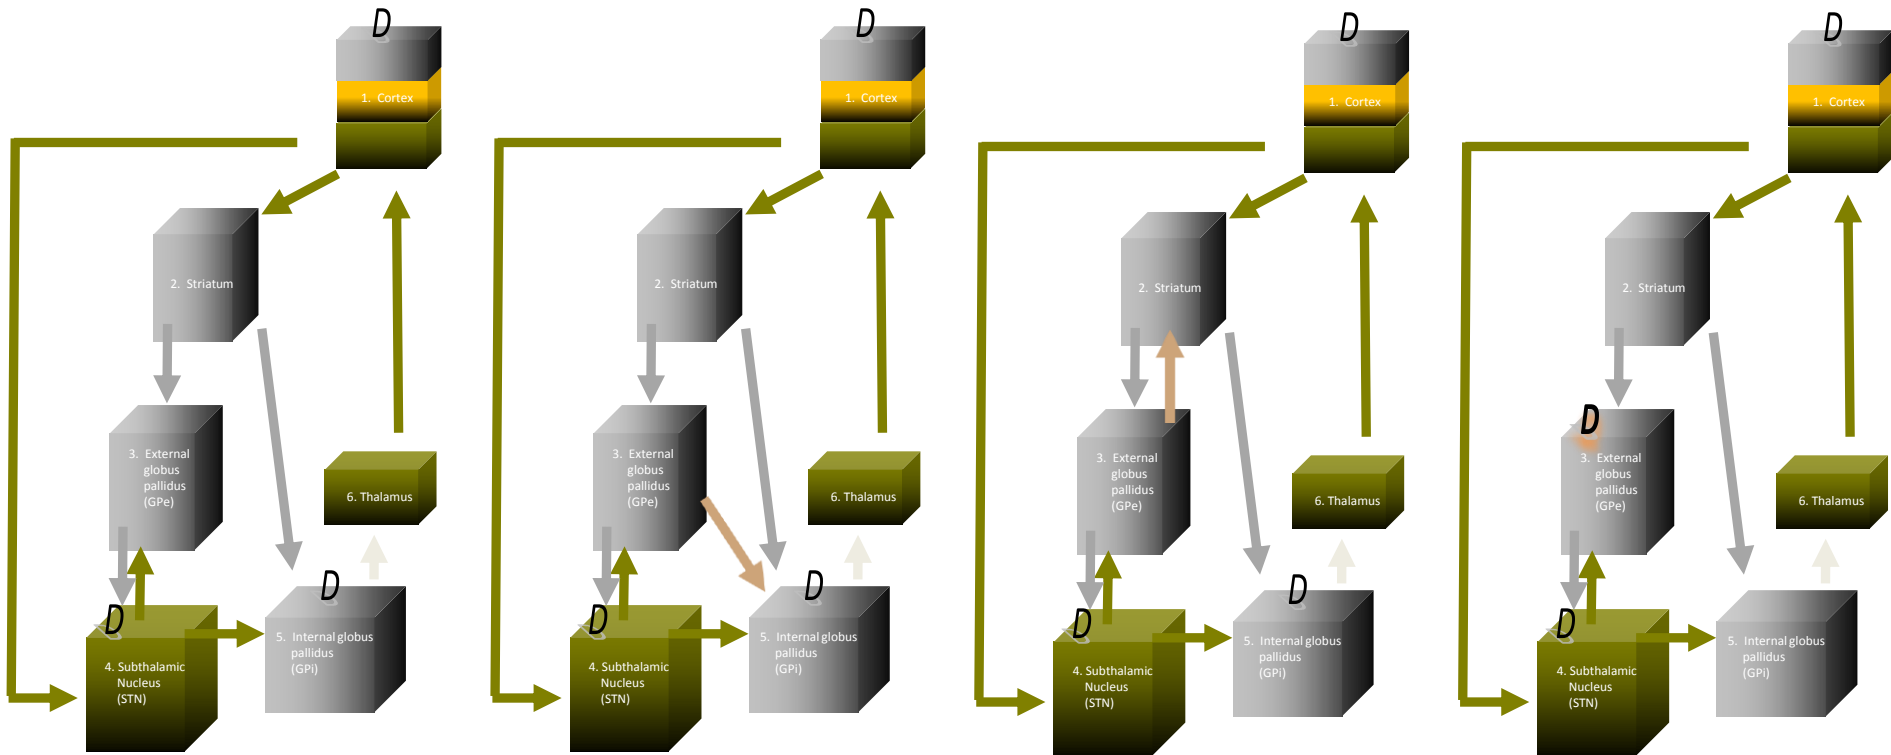 D
1. Cortex
2. Striatum
3. External
globus
pallidus
(GPe)
6. Thalamus
D
D
5. Internal globus
pallidus
(GPi)
4. Subthalamic
Nucleus
(STN)
D
1. Cortex
2. Striatum
3. External
globus
pallidus
(GPe)
6. Thalamus
D
D
5. Internal globus
pallidus
(GPi)
4. Subthalamic
Nucleus
(STN)
D
1. Cortex
2. Striatum
3. External
globus
pallidus
(GPe)
6. Thalamus
D
D
5. Internal globus
pallidus
(GPi)
4. Subthalamic
Nucleus
(STN)
D
1. Cortex
2. Striatum
D
3. External
globus
pallidus
(GPe)
6. Thalamus
D
5. Internal globus
pallidus
(GPi)
4. Subthalamic
Nucleus
(STN)